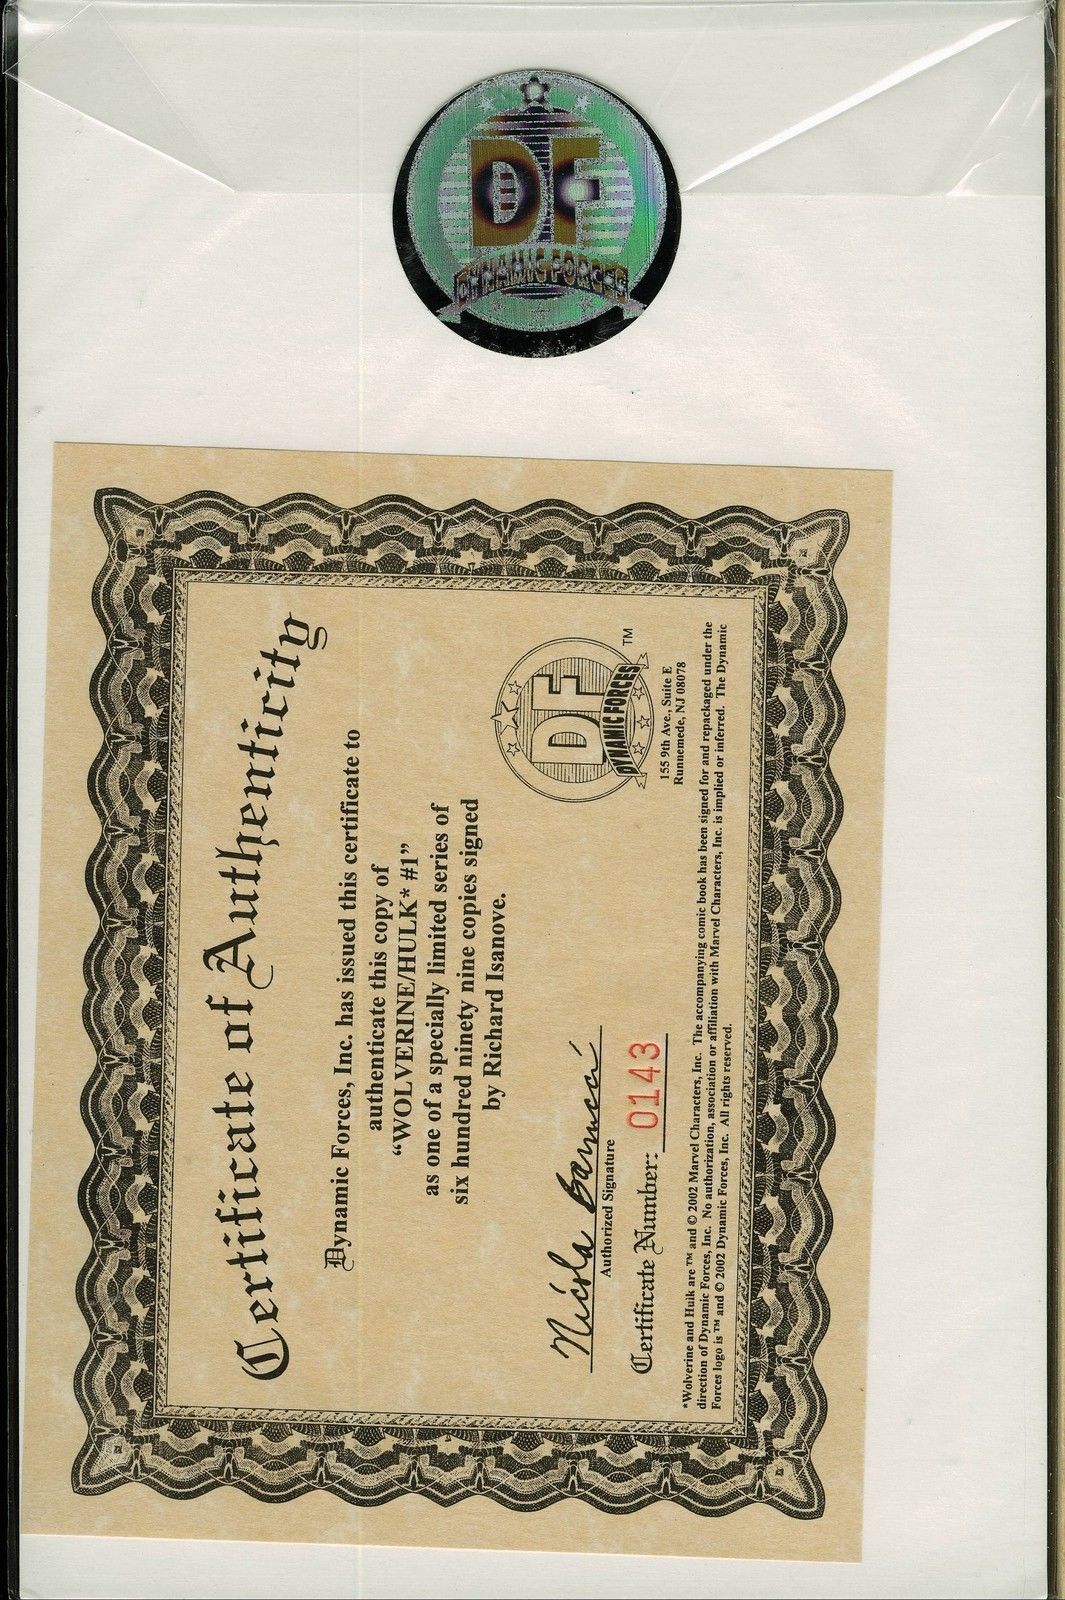 DF
DYNAMIC FORCES
Certificate of Authenticity
Dynamic Forces, Inc. has issued this certificate to
authenticate this copy of
“WOLVERINE/HULK* #1”
as one of a specially limited series of
six hundred ninety nine copies signed
by Richard Isanove.
Nicola Barrucci
Authorized Signature
Certificate Number: 0143
DF
DYNAMIC FORCES
TM
155 9th Ave., Suite E
Runnemede, NJ 08078
*Wolverine and Hulk are ™ and © 2002 Marvel Characters, Inc. The accompanying comic book has been signed for and repackaged under the
direction of Dynamic Forces, Inc. No authorization, association or affiliation with Marvel Characters, Inc. is implied or inferred. The Dynamic
Forces logo is ™ and © 2002 Dynamic Forces, Inc. All rights reserved.